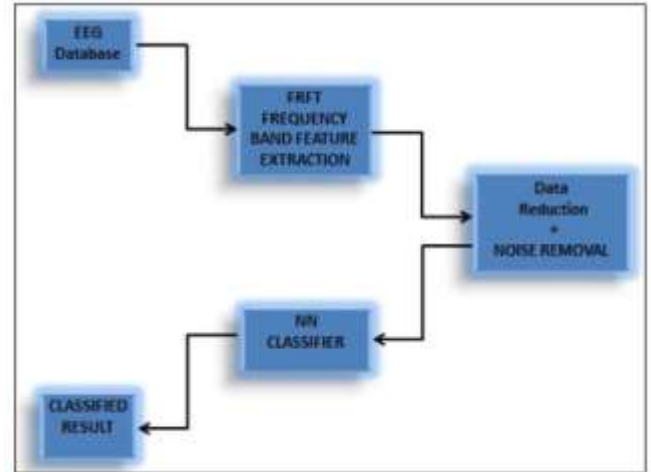 EEG
Database
FRFT
FREQUENCY
BAND FEATURE
EXTRACTION
Data
Reduction
+
NOISE REMOVAL
NN
CLASSIFIER
CLASSIFIED
RESULT